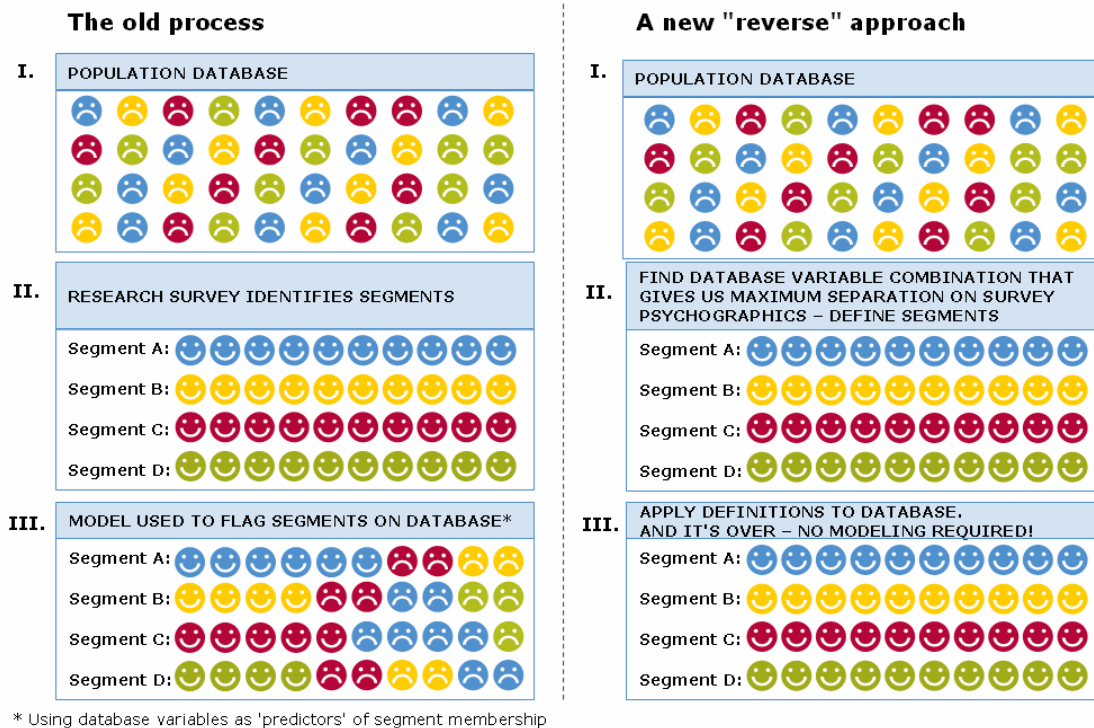 The old process
I.
POPULATION DATABASE
II.
RESEARCH SURVEY IDENTIFIES SEGMENTS
Segment A:
Segment B:
Segment C:
Segment D:
III.
MODEL USED TO FLAG SEGMENTS ON DATABASE*
Segment A:
Segment B:
Segment C:
Segment D:
* Using database variables as 'predictors' of segment membership
A new "reverse" approach
I.
POPULATION DATABASE
II.
FIND DATABASE VARIABLE COMBINATION THAT
GIVES US MAXIMUM SEPARATION ON SURVEY
PSYCHOGRAPHICS – DEFINE SEGMENTS
Segment A:
Segment B:
Segment C:
Segment D:
III.
APPLY DEFINITIONS TO DATABASE.
AND IT'S OVER – NO MODELING REQUIRED!
Segment A:
Segment B:
Segment C:
Segment D: